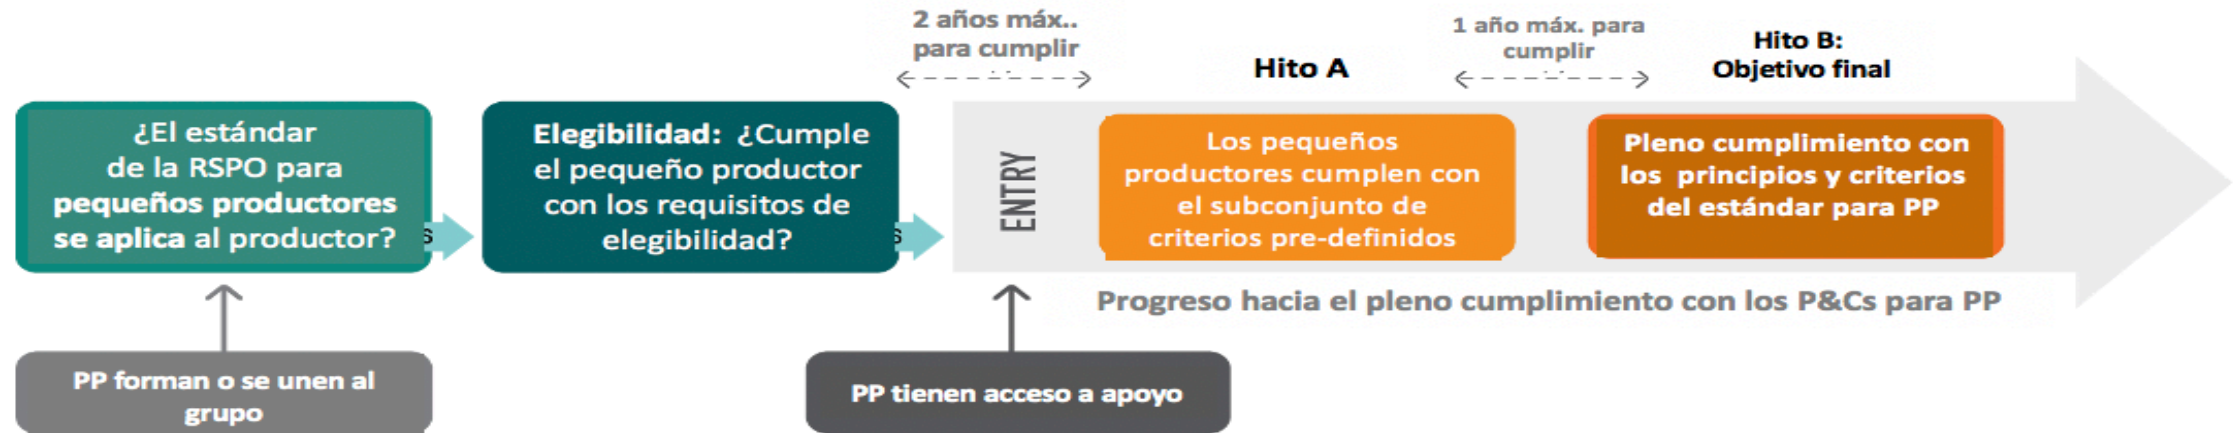 2 años máx..
para cumplir
Hito A
1 año máx. para
cumplir
Hito B:
Objetivo final
¿El estándar
de la RSPO para
pequeños productores
se aplica al productor?
s
Elegibilidad: ¿Cumple
el pequeño productor
con los requisitos de
elegibilidad?
s
ENTRY
Los pequeños
productores cumplen con
el subconjunto de
criterios pre-definidos
Pleno cumplimiento con
los principios y criterios
del estándar para PP
Progreso hacia el pleno cumplimiento con los P&Cs para PP
PP forman o se unen al
grupo
PP tienen acceso a apoyo